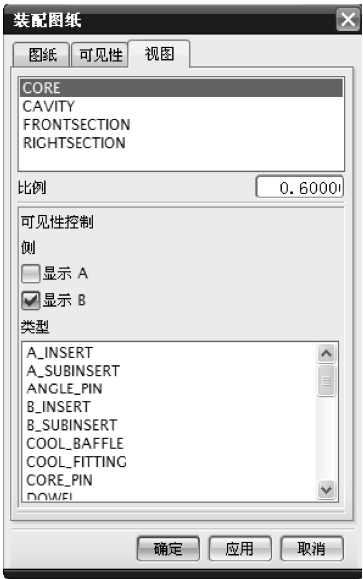 装配图纸
图纸 可见性 视图
CORE
CAVITY
FRONTSECTION
RIGHTSECTION
比例 0.6000
可见性控制
侧
显示 A
显示 B
类型
A_INSERT
A_SUBINSERT
ANGLE_PIN
B_INSERT
B_SUBINSERT
COOL_BAFFLE
COOL_FITTING
CORE_PIN
DOWEL
确定 应用 取消